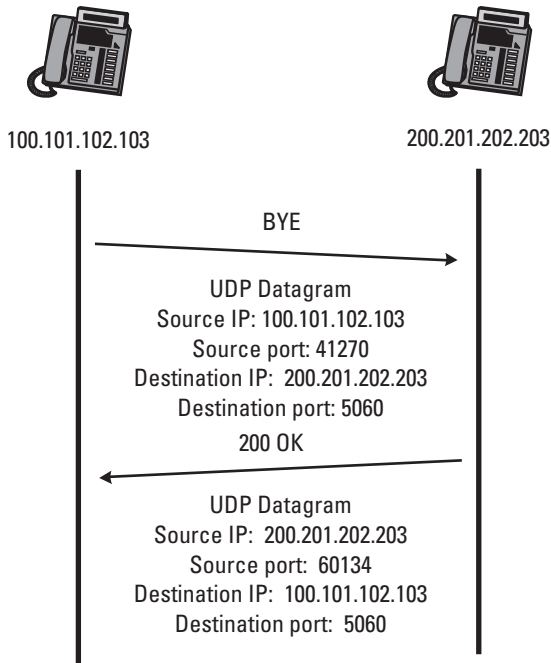 100.101.102.103
200.201.202.203
BYE
UDP Datagram
Source IP: 100.101.102.103
Source port: 41270
Destination IP: 200.201.202.203
Destination port: 5060
200 OK
UDP Datagram
Source IP: 200.201.202.203
Source port: 60134
Destination IP: 100.101.102.103
Destination port: 5060